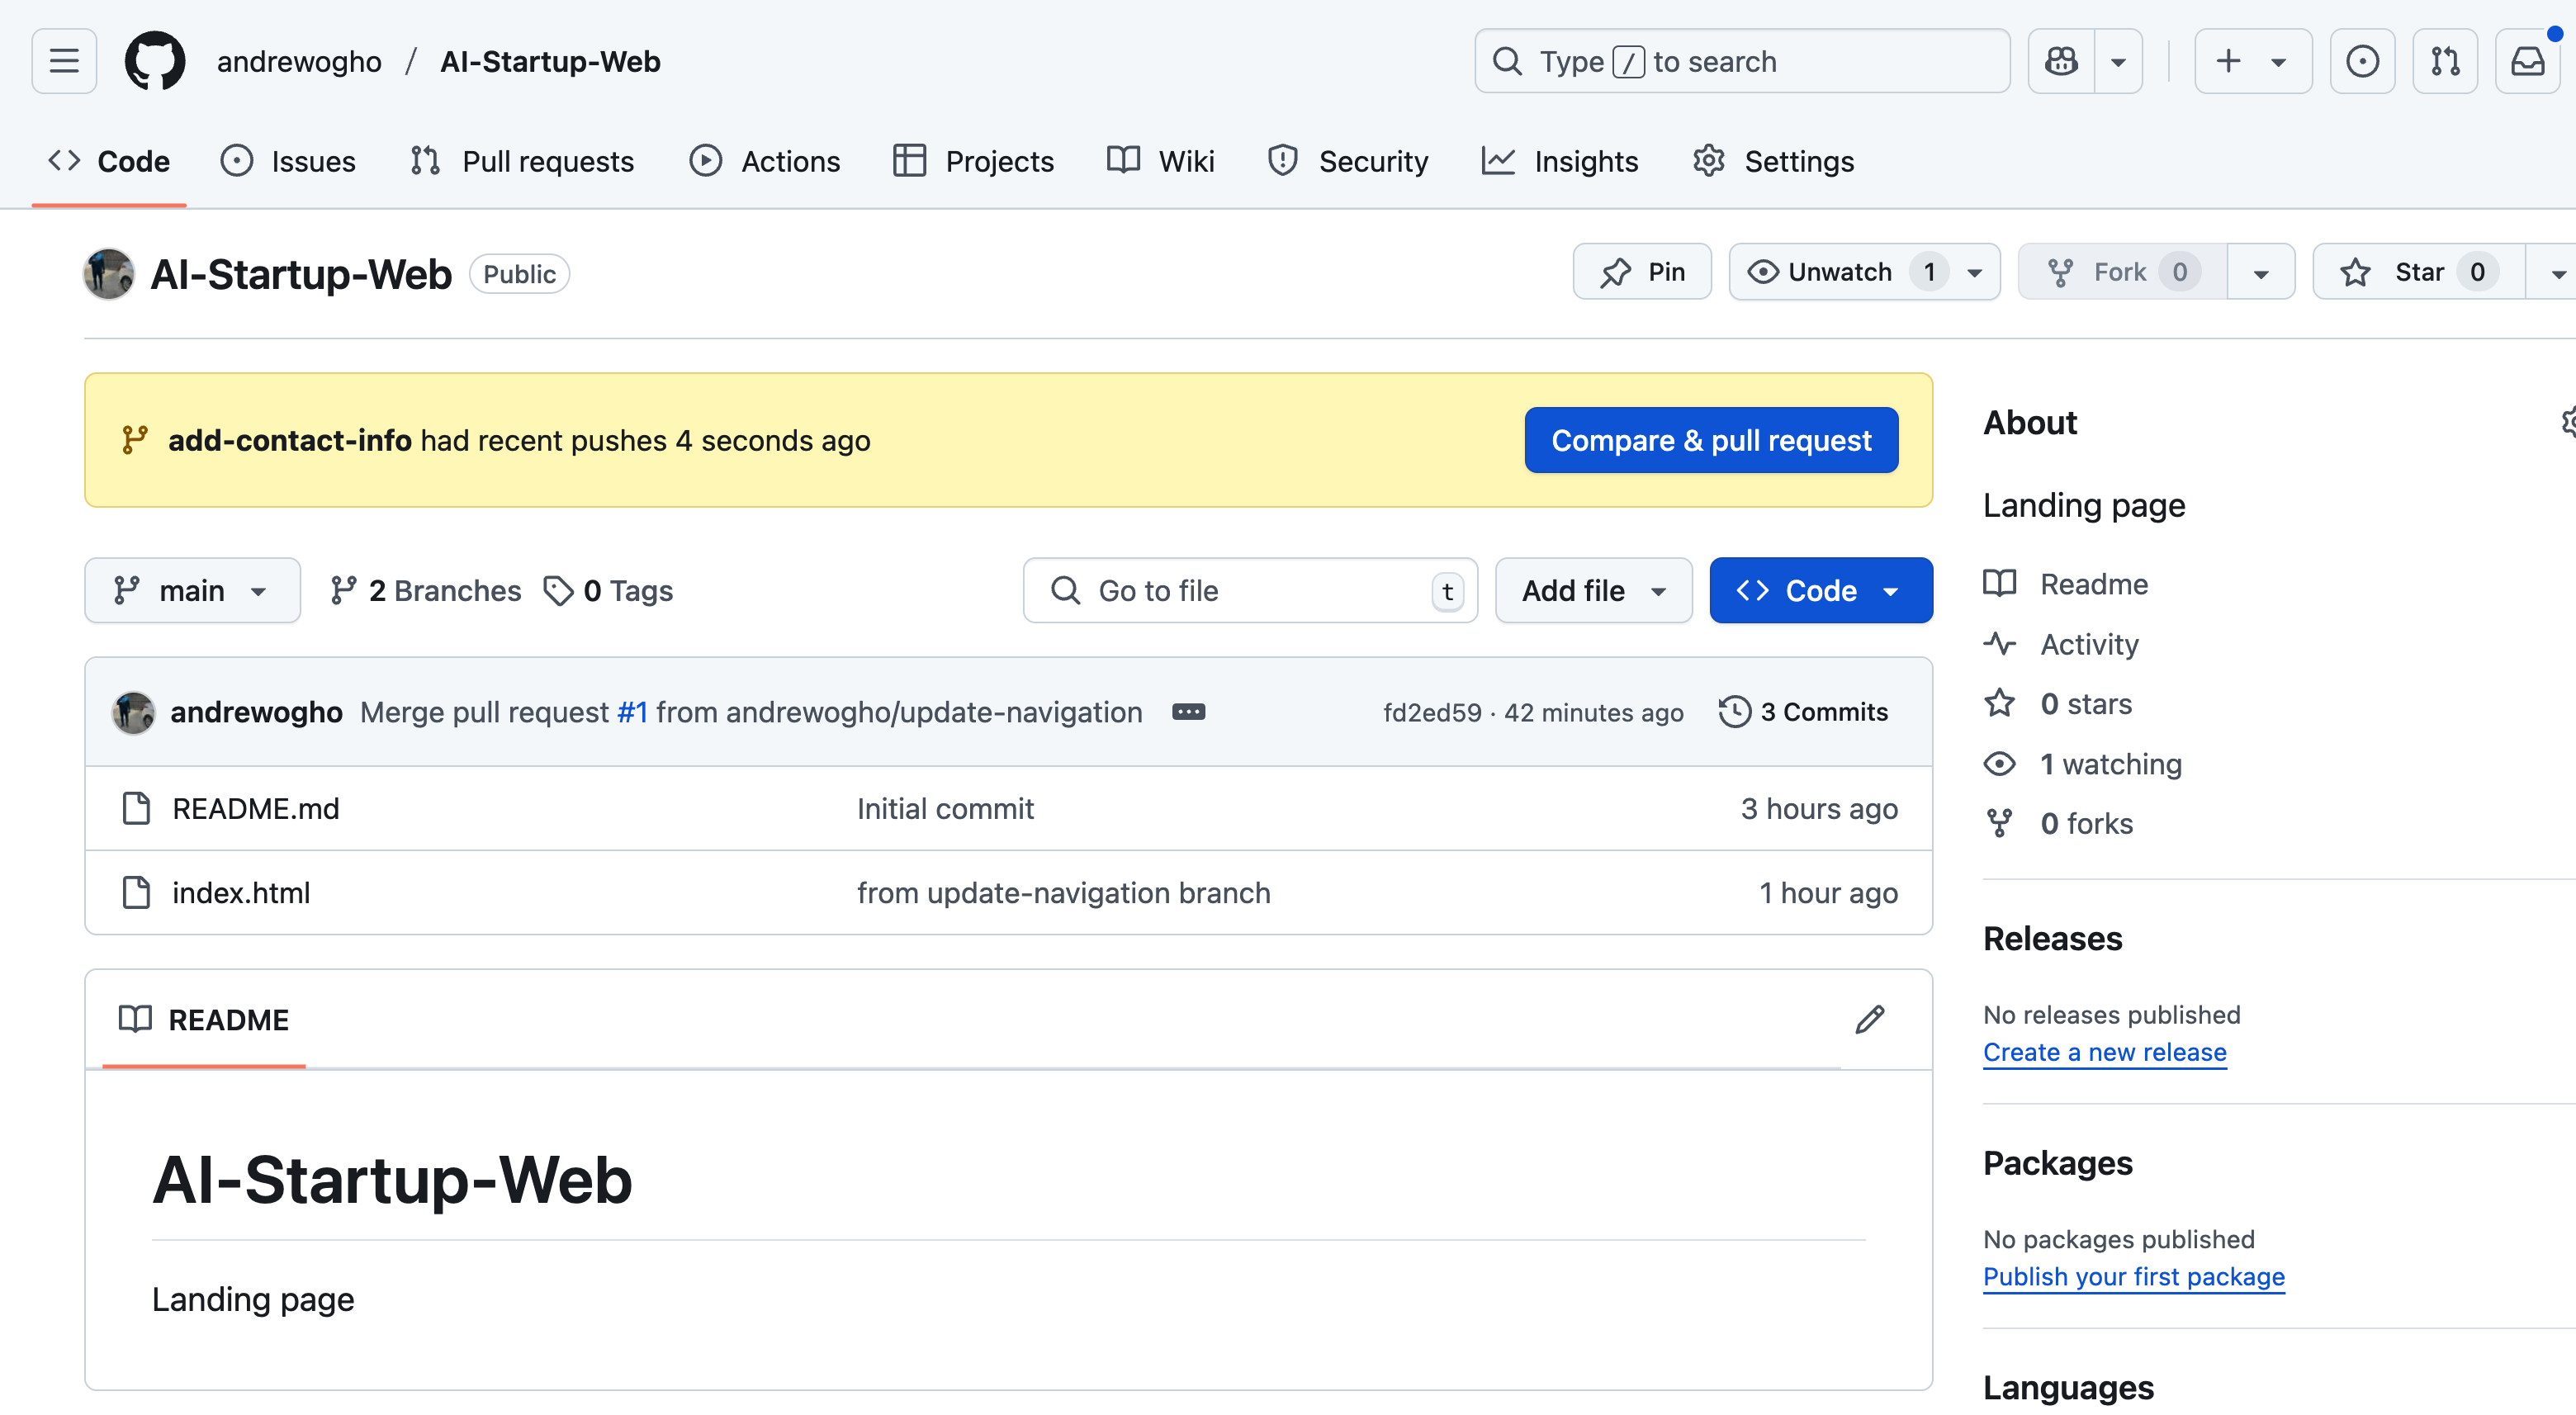 andrewogho / AI-Startup-Web
Type / to search
Code
Issues
Pull requests
Actions
Projects
Wiki
Security
Insights
Settings
AI-Startup-Web Public
Pin
Unwatch 1
Fork 0
Star 0
add-contact-info had recent pushes 4 seconds ago
Compare & pull request
main
2 Branches
0 Tags
Go to file t
Add file
Code
andrewogho Merge pull request #1 from andrewogho/update-navigation
fd2ed59 · 42 minutes ago
3 Commits
README.md Initial commit 3 hours ago
index.html from update-navigation branch 1 hour ago
README
AI-Startup-Web
Landing page
About
Landing page
Readme
Activity
0 stars
1 watching
0 forks
Releases
No releases published
Create a new release
Packages
No packages published
Publish your first package
Languages